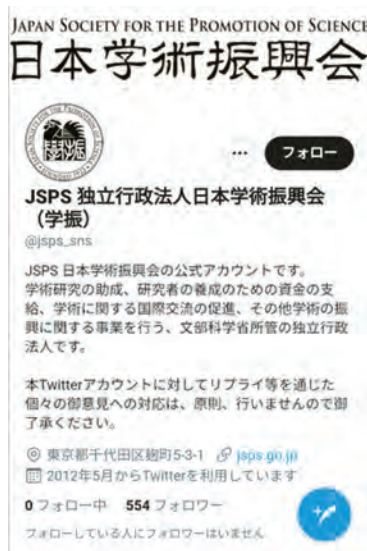 JAPAN SOCIETY FOR THE PROMOTION OF SCIENCE
日本学術振興会
フォロー
JSPS 独立行政法人日本学術振興会
(学振)
@jsps_sns
JSPS 日本学術振興会の公式アカウントです。
学術研究の助成、研究者の養成のための資金の支
給、学術に関する国際交流の促進、その他学術の振
興に関する事業を行う、文部科学省所管の独立行政
法人です。
本Twitterアカウントに対してリプライ等を通じた
個々の御意見への対応は、原則、行いませんので御
了承ください。
東京都千代田区麹町5-3-1 jsps.go.jp
2012年5月からTwitterを利用しています
0 フォロー中 554 フォロワー
フォローしている人にフォロワーはいません